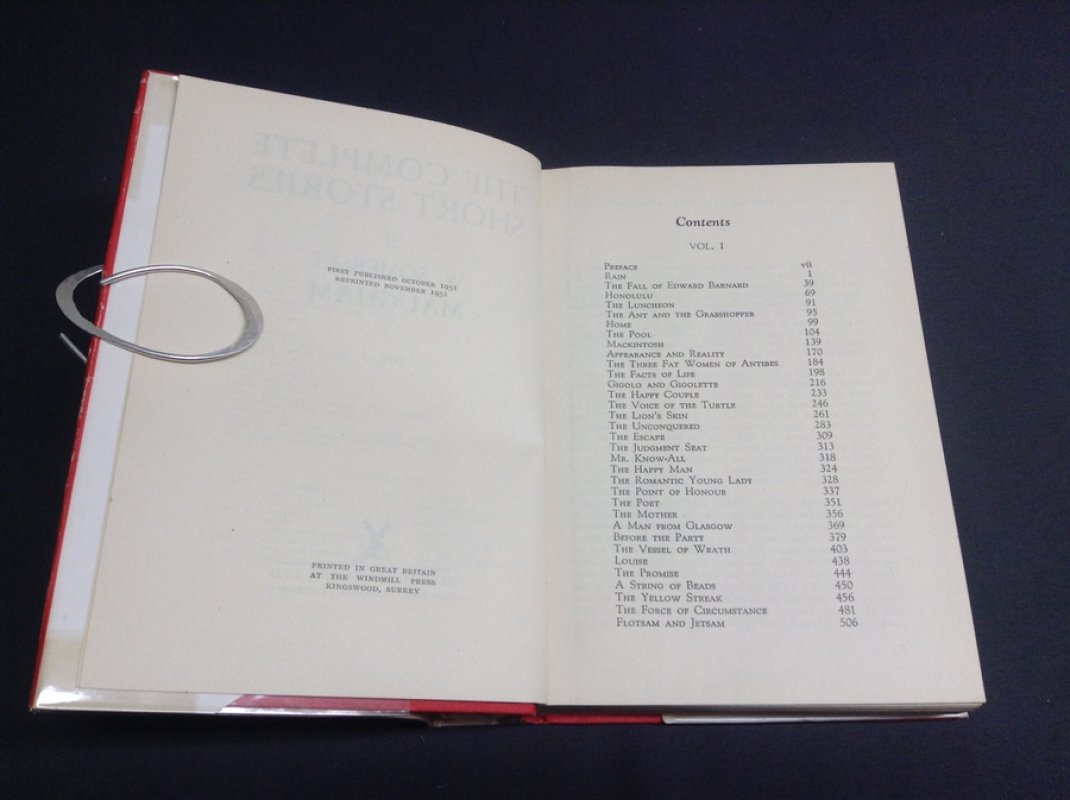 THE COMPLETE
SHORT STORIES
MAUGHAM
FIRST PUBLISHED OCTOBER 1951
REPRINTED NOVEMBER 1951
PRINTED IN GREAT BRITAIN
AT THE WINDMILL PRESS
KINGSWOOD, SURREY
Contents
VOL. I
Preface vii
Rain 1
The Fall of Edward Barnard 39
Honolulu 69
The Luncheon 91
The Ant and the Grasshopper 95
Home 99
The Pool 104
Mackintosh 139
Appearance and Reality 170
The Three Fat Women of Antibes 184
The Facts of Life 198
Gigolo and Gigolette 216
The Happy Couple 233
The Voice of the Turtle 246
The Lion's Skin 261
The Unconquered 283
The Escape 309
The Judgment Seat 313
Mr. Know-All 318
The Happy Man 324
The Romantic Young Lady 328
The Point of Honour 337
The Poet 351
The Mother 356
A Man from Glasgow 369
Before the Party 379
The Vessel of Wrath 403
Louise 438
The Promise 444
A String of Beads 450
The Yellow Streak 456
The Force of Circumstance 481
Flotsam and Jetsam 506